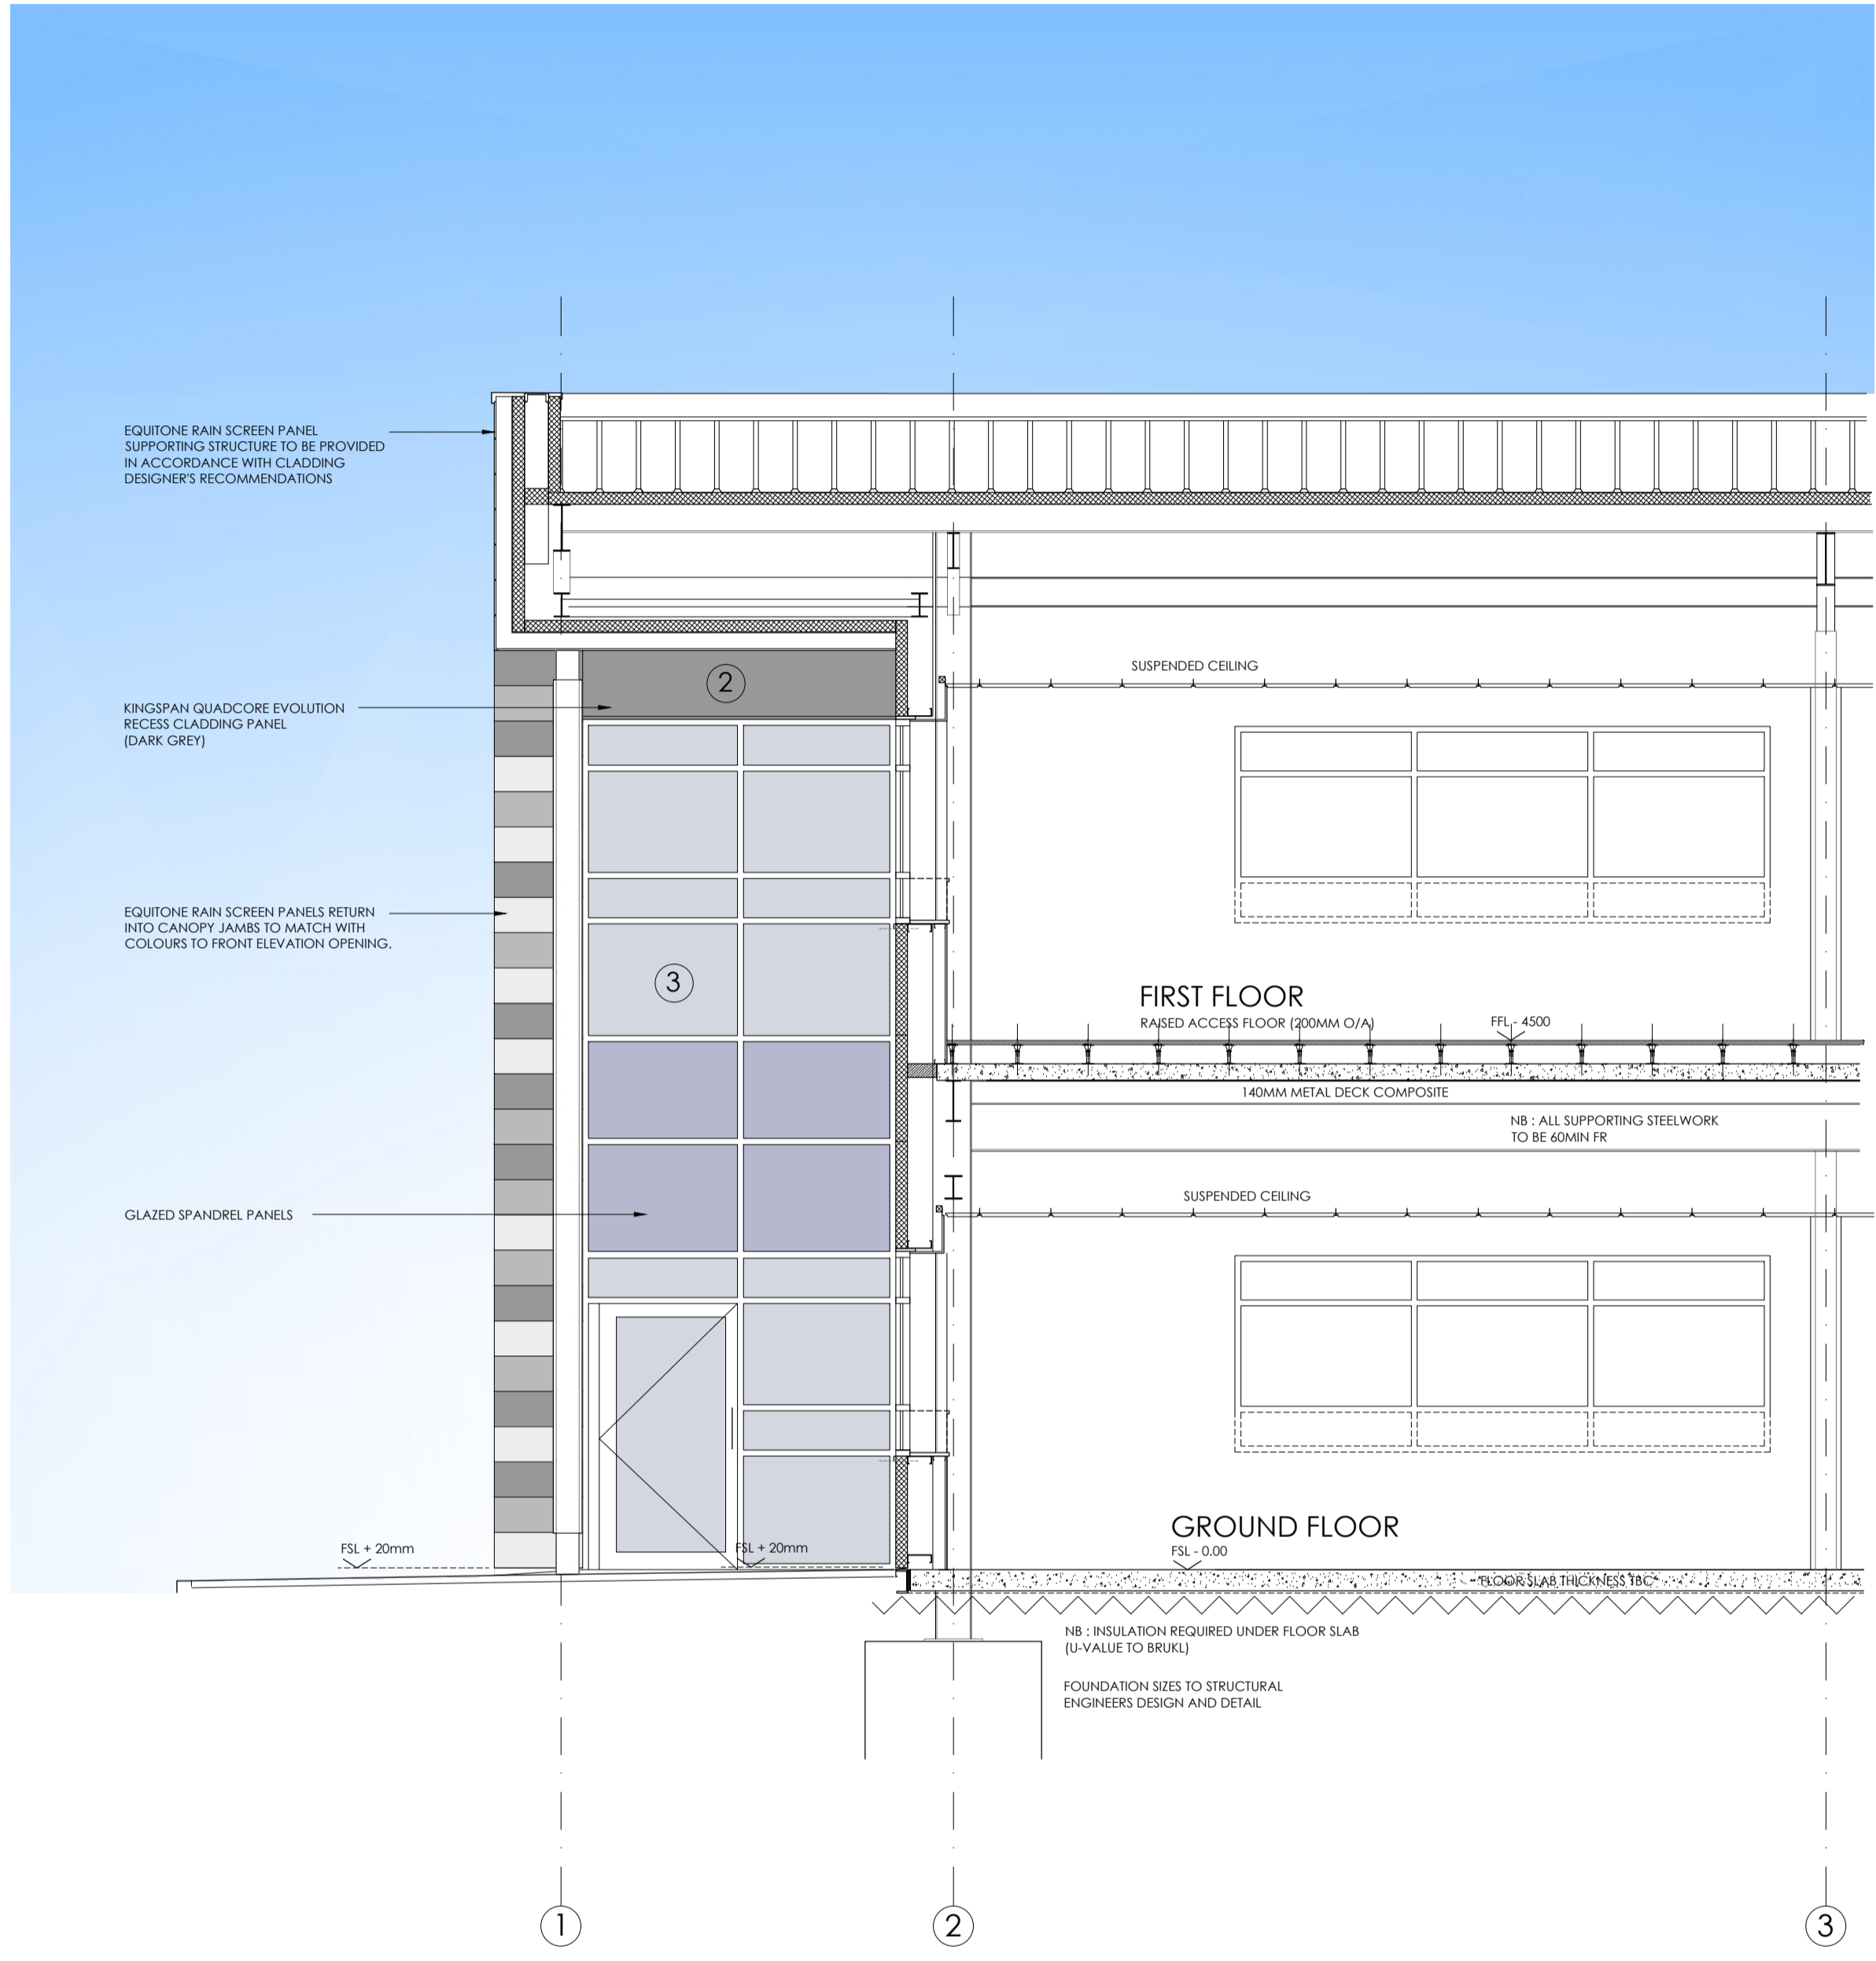 EQUITONE RAIN SCREEN PANEL
SUPPORTING STRUCTURE TO BE PROVIDED
IN ACCORDANCE WITH CLADDING
DESIGNER'S RECOMMENDATIONS
SUSPENDED CEILING
2
KINGSPAN QUADCORE EVOLUTION
RECESS CLADDING PANEL
(DARK GREY)
EQUITONE RAIN SCREEN PANELS RETURN
INTO CANOPY JAMBS TO MATCH WITH
COLOURS TO FRONT ELEVATION OPENING.
3
FIRST FLOOR
RAISED ACCESS FLOOR (200MM O/A)
FFL - 4500
140MM METAL DECK COMPOSITE
NB : ALL SUPPORTING STEELWORK
TO BE 60MIN FR
SUSPENDED CEILING
GLAZED SPANDREL PANELS
GROUND FLOOR
FSL - 0.00
FSL + 20mm
FSL + 20mm
FLOOR SLAB THICKNESS TBC
NB : INSULATION REQUIRED UNDER FLOOR SLAB
(U-VALUE TO BRUKL)
FOUNDATION SIZES TO STRUCTURAL
ENGINEERS DESIGN AND DETAIL
1
2
3